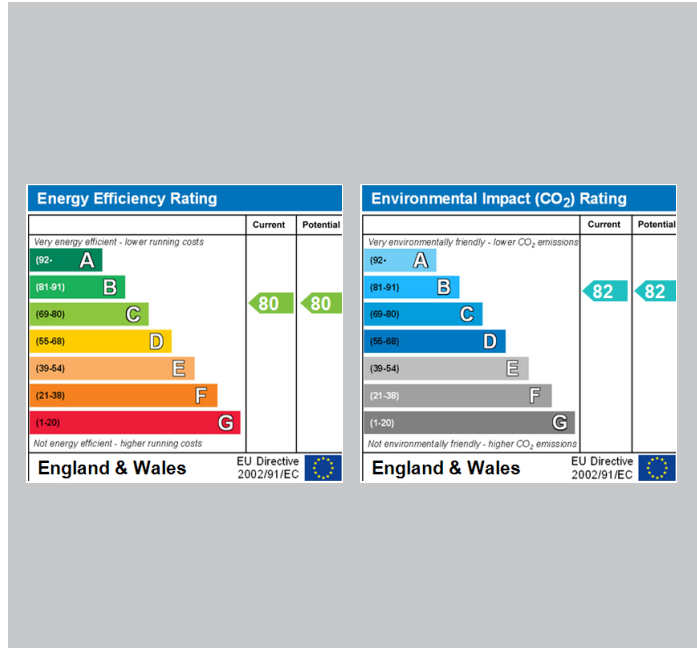 Energy Efficiency Rating
Current Potential
Very energy efficient - lower running costs
(92- A
(81-91) B
80 80
(69-80) C
(55-68) D
(39-54) E
(21-38) F
(1-20) G
Not energy efficient - higher running costs
England & Wales
EU Directive
2002/91/EC
Environmental Impact (CO2) Rating
Current Potential
Very environmentally friendly - lower CO2 emissions
(92- A
(81-91) B
82 82
(69-80) C
(55-68) D
(39-54) E
(21-38) F
(1-20) G
Not environmentally friendly - higher CO2 emissions
England & Wales
EU Directive
2002/91/EC